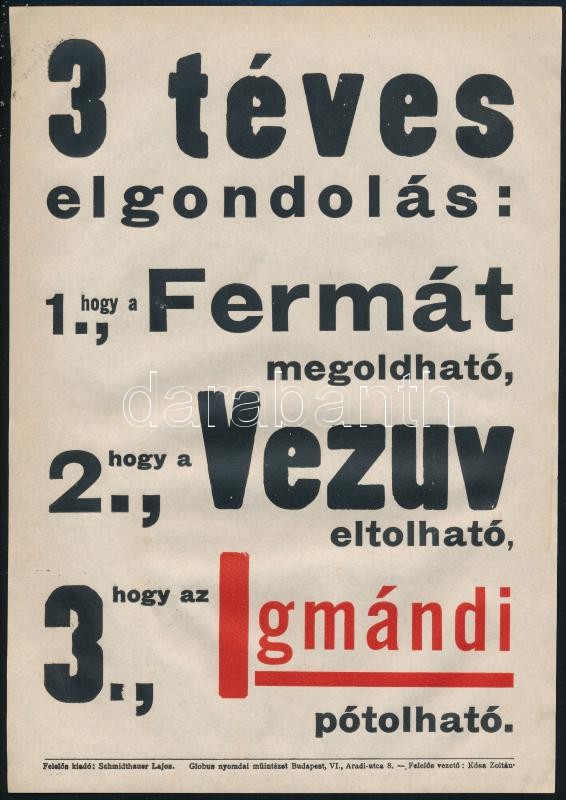 3 téves
elgondolás:
1., hogy a Fermát
megoldható,
darabanth
2., hogy a Vezuv
eltolható,
3., hogy az Igmándi
pótolható.
Felelős kiadó: Schmidthauer Lajos. Globus nyomdai műintézet Budapest, VI., Aradi-utca 8. — Felelős vezető: Kósa Zoltán·